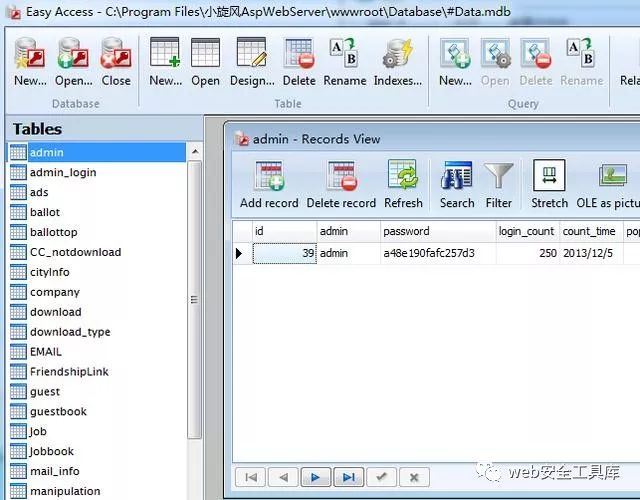 Easy Access - C:\Program Files\小旋风AspWebServer\wwwroot\Database\#Data.mdb
New... Open... Close
New... Open Design... Delete Rename Indexes...
New... Open Delete Rename
Database
Table
Query
Tables
admin
admin_login
ads
ballot
ballottop
CC_notdownload
cityInfo
company
download
download_type
EMAIL
FriendshipLink
guest
guestbook
Job
Jobbook
mail_info
manipulation
admin - Records View
Add record Delete record Refresh Search Filter Stretch OLE as pictu
id admin password login_count count_time pop
39 admin a48e190fafc257d3 250 2013/12/5
web安全工具库